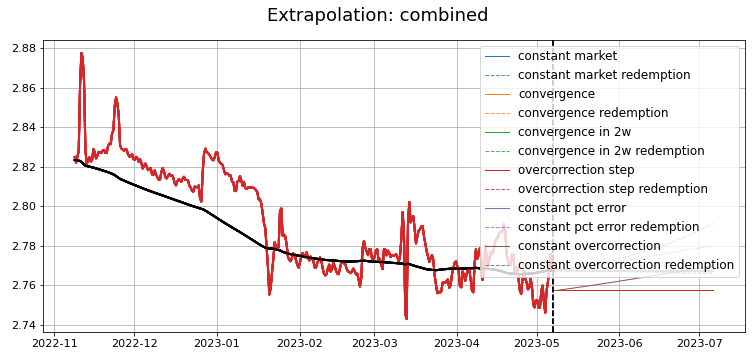 Extrapolation: combined
2.88
2.86
2.84
2.82
2.80
2.78
2.76
2.74
constant market
constant market redemption
convergence
convergence redemption
convergence in 2w
convergence in 2w redemption
overcorrection step
overcorrection step redemption
constant pct error
constant pct error redemption
constant overcorrection
constant overcorrection redemption
2022-11 2022-12 2023-01 2023-02 2023-03 2023-04 2023-05 2023-06 2023-07